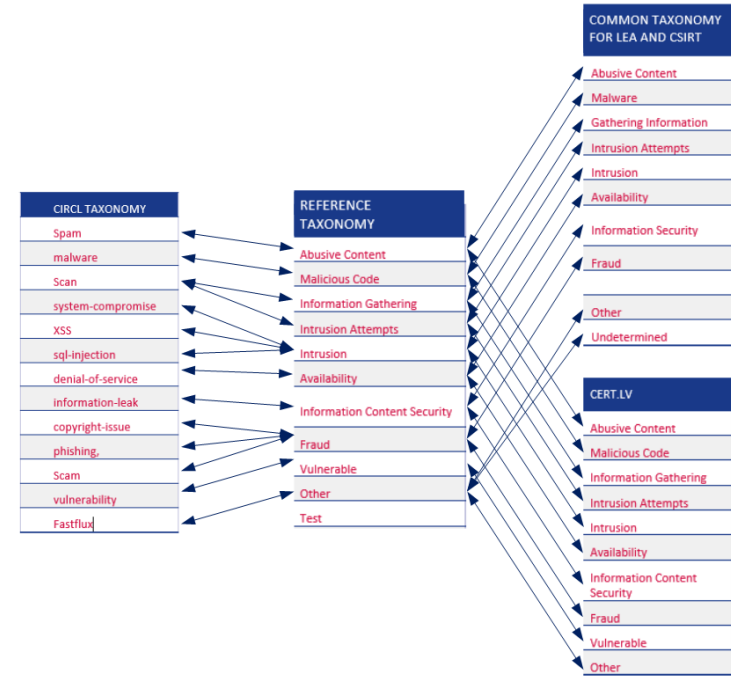 COMMON TAXONOMY
FOR LEA AND CSIRT
Abusive Content
Malware
Gathering Information
Intrusion Attempts
Intrusion
Availability
Information Security
Fraud
Other
Undetermined
CIRCL TAXONOMY
Spam
malware
Scan
system-compromise
XSS
sql-injection
denial-of-service
information-leak
copyright-issue
phishing,
Scam
vulnerability
Fastflux
REFERENCE
TAXONOMY
Abusive Content
Malicious Code
Information Gathering
Intrusion Attempts
Intrusion
Availability
Information Content Security
Fraud
Vulnerable
Other
Test
CERT.LV
Abusive Content
Malicious Code
Information Gathering
Intrusion Attempts
Intrusion
Availability
Information Content
Security
Fraud
Vulnerable
Other